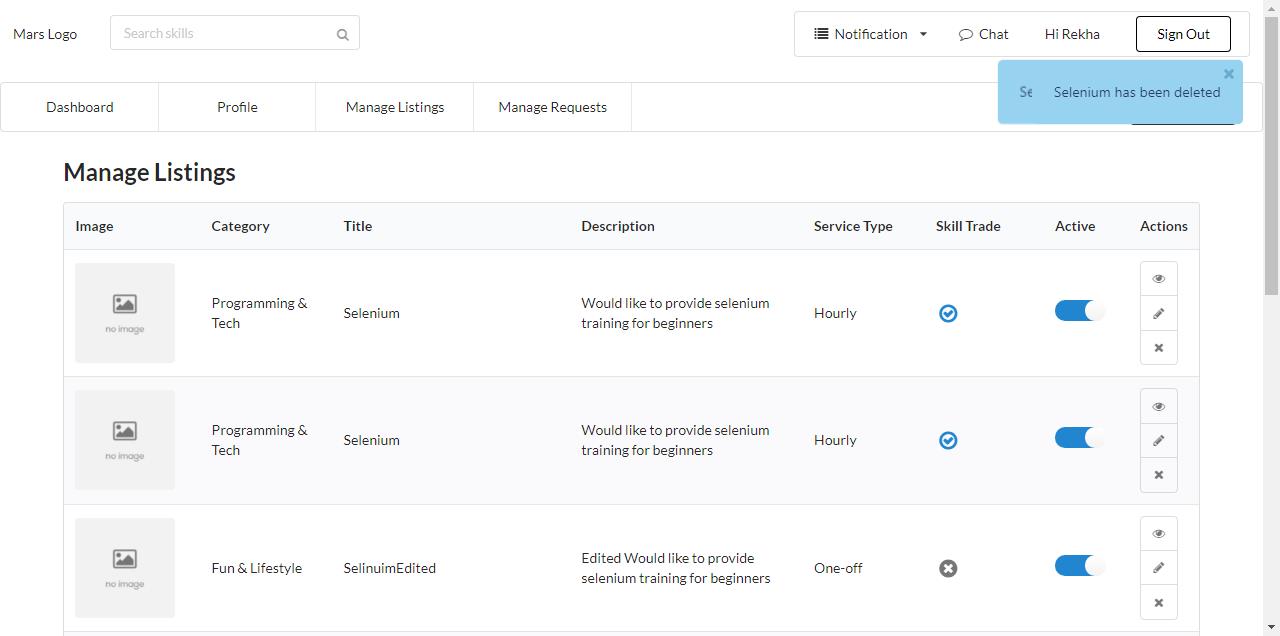 Mars Logo
Search skills
Notification
Chat
Hi Rekha
Sign Out
Selenium has been deleted
Dashboard
Profile
Manage Listings
Manage Requests
Manage Listings
Image Category Title Description Service Type Skill Trade Active Actions
no image
Programming &
Tech
Selenium
Would like to provide selenium
training for beginners
Hourly
no image
Programming &
Tech
Selenium
Would like to provide selenium
training for beginners
Hourly
no image
Fun & Lifestyle
SelinuimEdited
Edited Would like to provide
selenium training for beginners
One-off